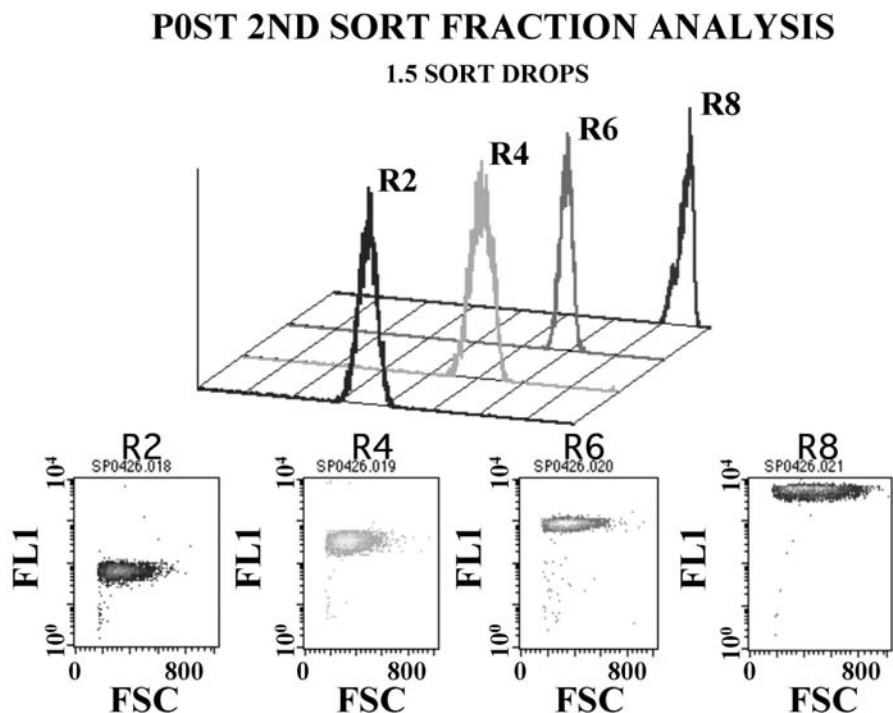 P0ST 2ND SORT FRACTION ANALYSIS
1.5 SORT DROPS
R2
R4
R6
R8
R2
SP0426.018
10⁴
FL1
10⁰
0
800
FSC
R4
SP0426.019
10⁴
FL1
10⁰
0
800
FSC
R6
SP0426.020
10⁴
FL1
10⁰
0
800
FSC
R8
SP0426.021
10⁴
FL1
10⁰
0
800
FSC